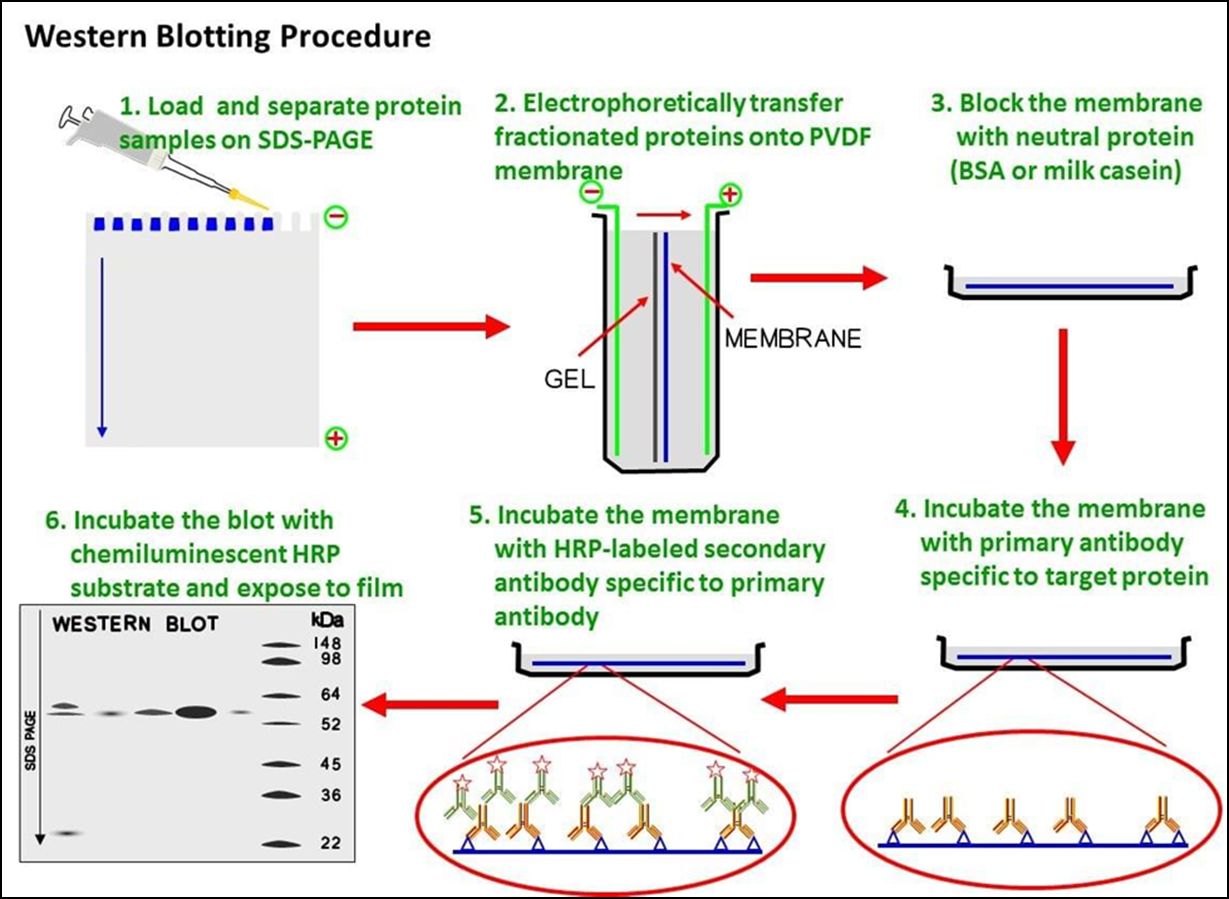 Western Blotting Procedure
1. Load and separate protein
samples on SDS-PAGE
−
+
2. Electrophoretically transfer
fractionated proteins onto PVDF
membrane
−
+
GEL
MEMBRANE
3. Block the membrane
with neutral protein
(BSA or milk casein)
4. Incubate the membrane
with primary antibody
specific to target protein
5. Incubate the membrane
with HRP-labeled secondary
antibody specific to primary
antibody
6. Incubate the blot with
chemiluminescent HRP
substrate and expose to film
WESTERN BLOT
kDa
148
98
64
52
45
36
22
SDS PAGE